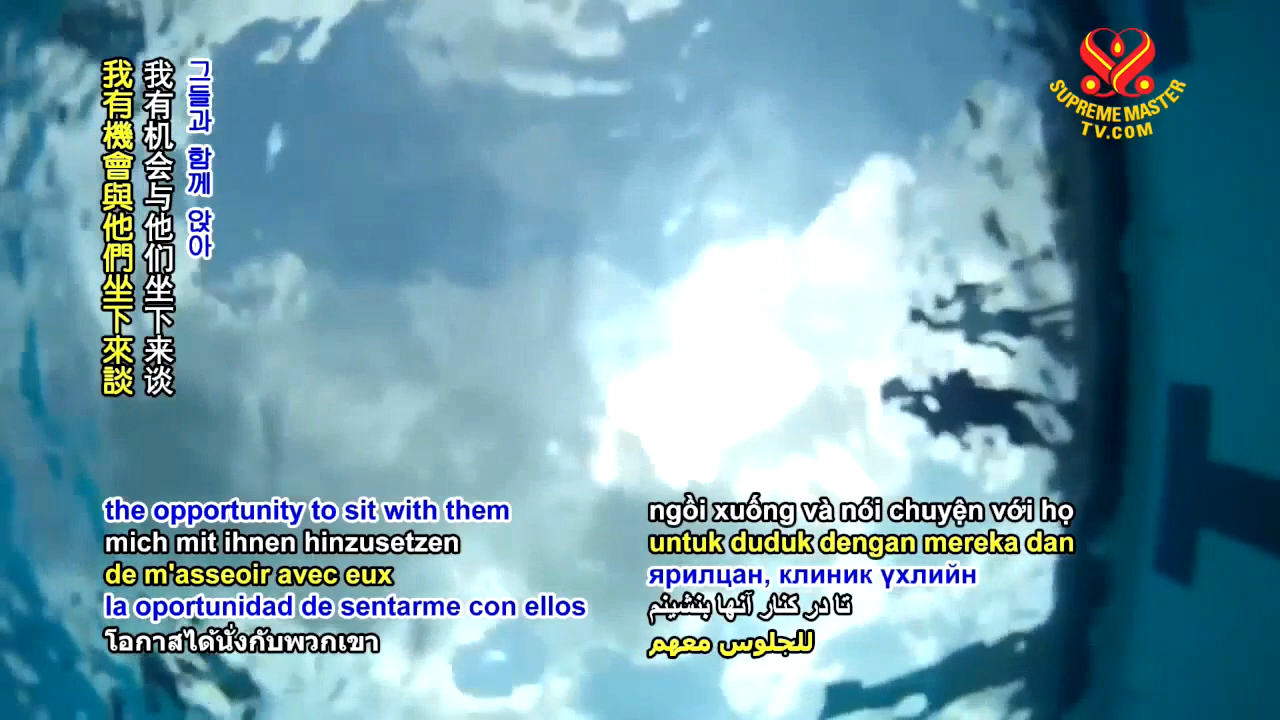 我有機會與他們坐下來談
我有机会与他们坐下来谈
그들과 함께 앉아
SUPREME MASTER
TV.COM
the opportunity to sit with them
mich mit ihnen hinzusetzen
de m'asseoir avec eux
la oportunidad de sentarme con ellos
โอกาสได้นั่งกับพวกเขา
ngồi xuống và nói chuyện với họ
untuk duduk dengan mereka dan
ярилцан, клиник үхлийн
تا در کنار آنها بنشینم
للجلوس معهم